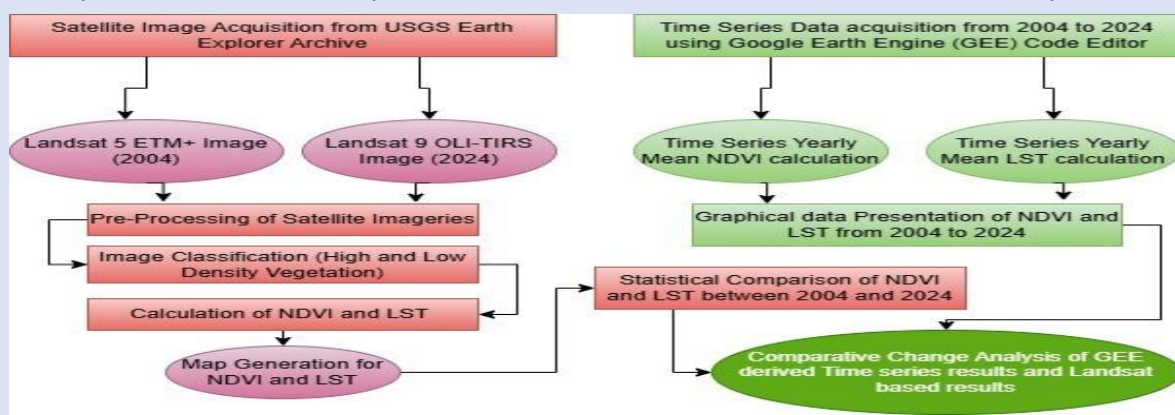 Satellite Image Acquisition from USGS Earth
Explorer Archive
Time Series Data acquisition from 2004 to 2024
using Google Earth Engine (GEE) Code Editor
Landsat 5 ETM+ Image
(2004)
Landsat 9 OLI-TIRS
Image (2024)
Time Series Yearly
Mean NDVI calculation
Time Series Yearly
Mean LST calculation
Pre-Processing of Satellite Imageries
Graphical data Presentation of NDVI and
LST from 2004 to 2024
Image Classification (High and Low
Density Vegetation)
Statistical Comparison of NDVI
and LST between 2004 and 2024
Calculation of NDVI and LST
Map Generation for
NDVI and LST
Comparative Change Analysis of GEE
derived Time series results and Landsat
based results